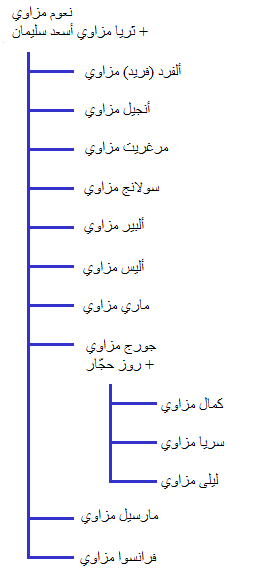 نعوم مزاوي
+ ثريا مزاوي أسعد سليمان
ألفرد (فريد) مزاوي
أنجيل مزاوي
مرغريت مزاوي
سولانج مزاوي
ألبير مزاوي
أليس مزاوي
ماري مزاوي
جورج مزاوي
+ روز حجّار
كمال مزاوي
سريا مزاوي
ليلى مزاوي
مارسيل مزاوي
فرانسوا مزاوي